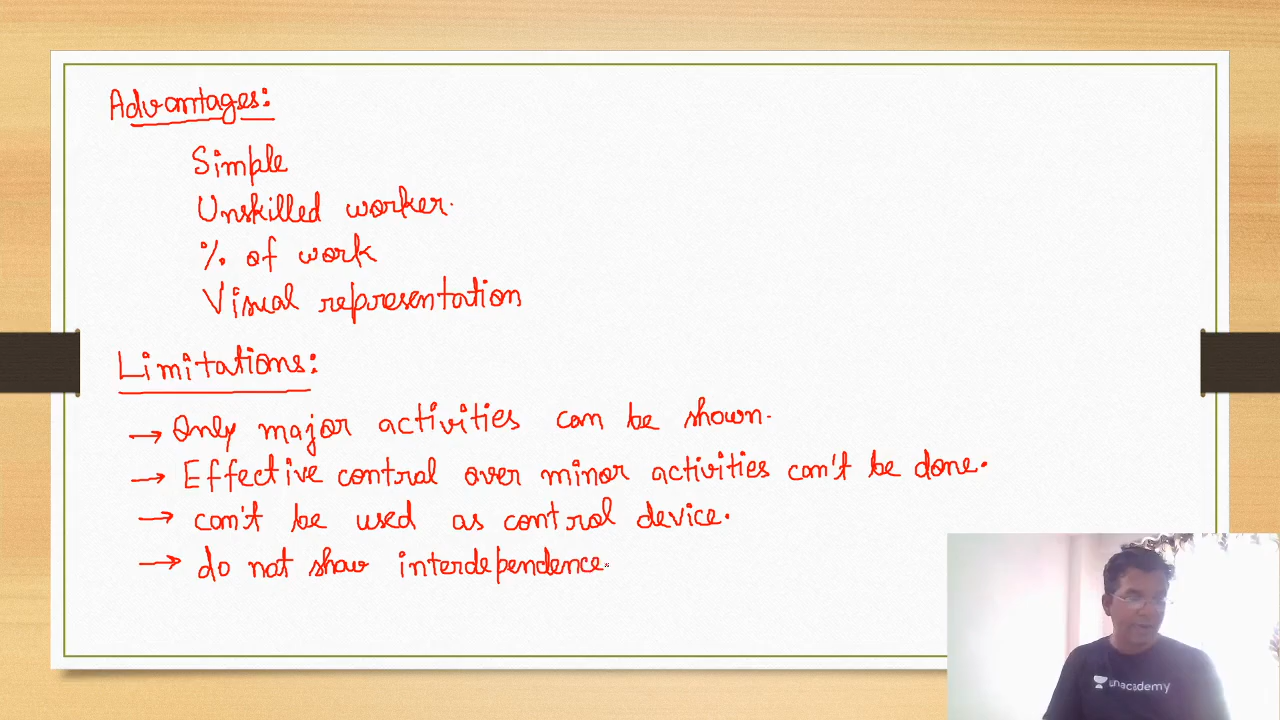 Advantages:
Simple
Unskilled worker.
% of work
Visual representation
Limitations:
→ Only major activities can be shown.
→ Effective control over minor activities can't be done.
→ can't be used as control device.
→ do not show interdependence
unacademy